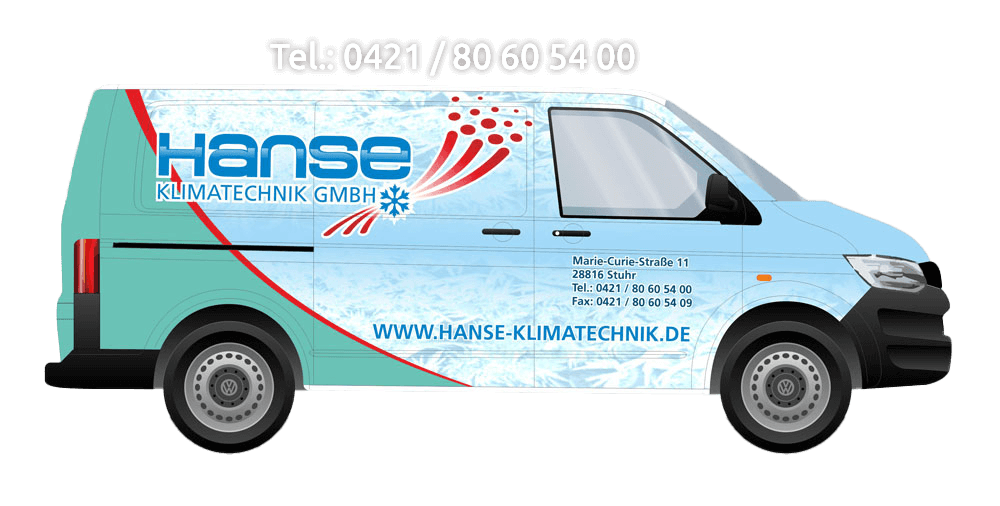 Tel.: 0421 / 80 60 54 00
Hanse
KLIMATECHNIK GMBH
Marie-Curie-Straße 11
28816 Stuhr
Tel.: 0421 / 80 60 54 00
Fax: 0421 / 80 60 54 09
WWW.HANSE-KLIMATECHNIK.DE